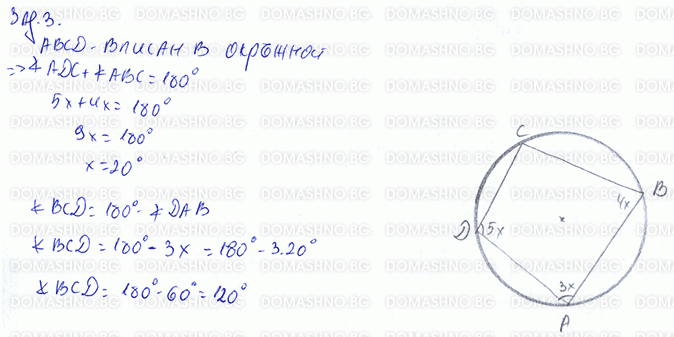 Зад.3.
ABCD - вписан в окръжност
=> ∢ADC + ∢ABC = 180°
5x + 4x = 180°
9x = 180°
x = 20°
∢BCD = 180° - ∢DAB
∢BCD = 180° - 3x = 180° - 3.20°
∢BCD = 180° - 60° = 120°
C
B
4x
D 5x
3x
A
DOMASHNO.BG